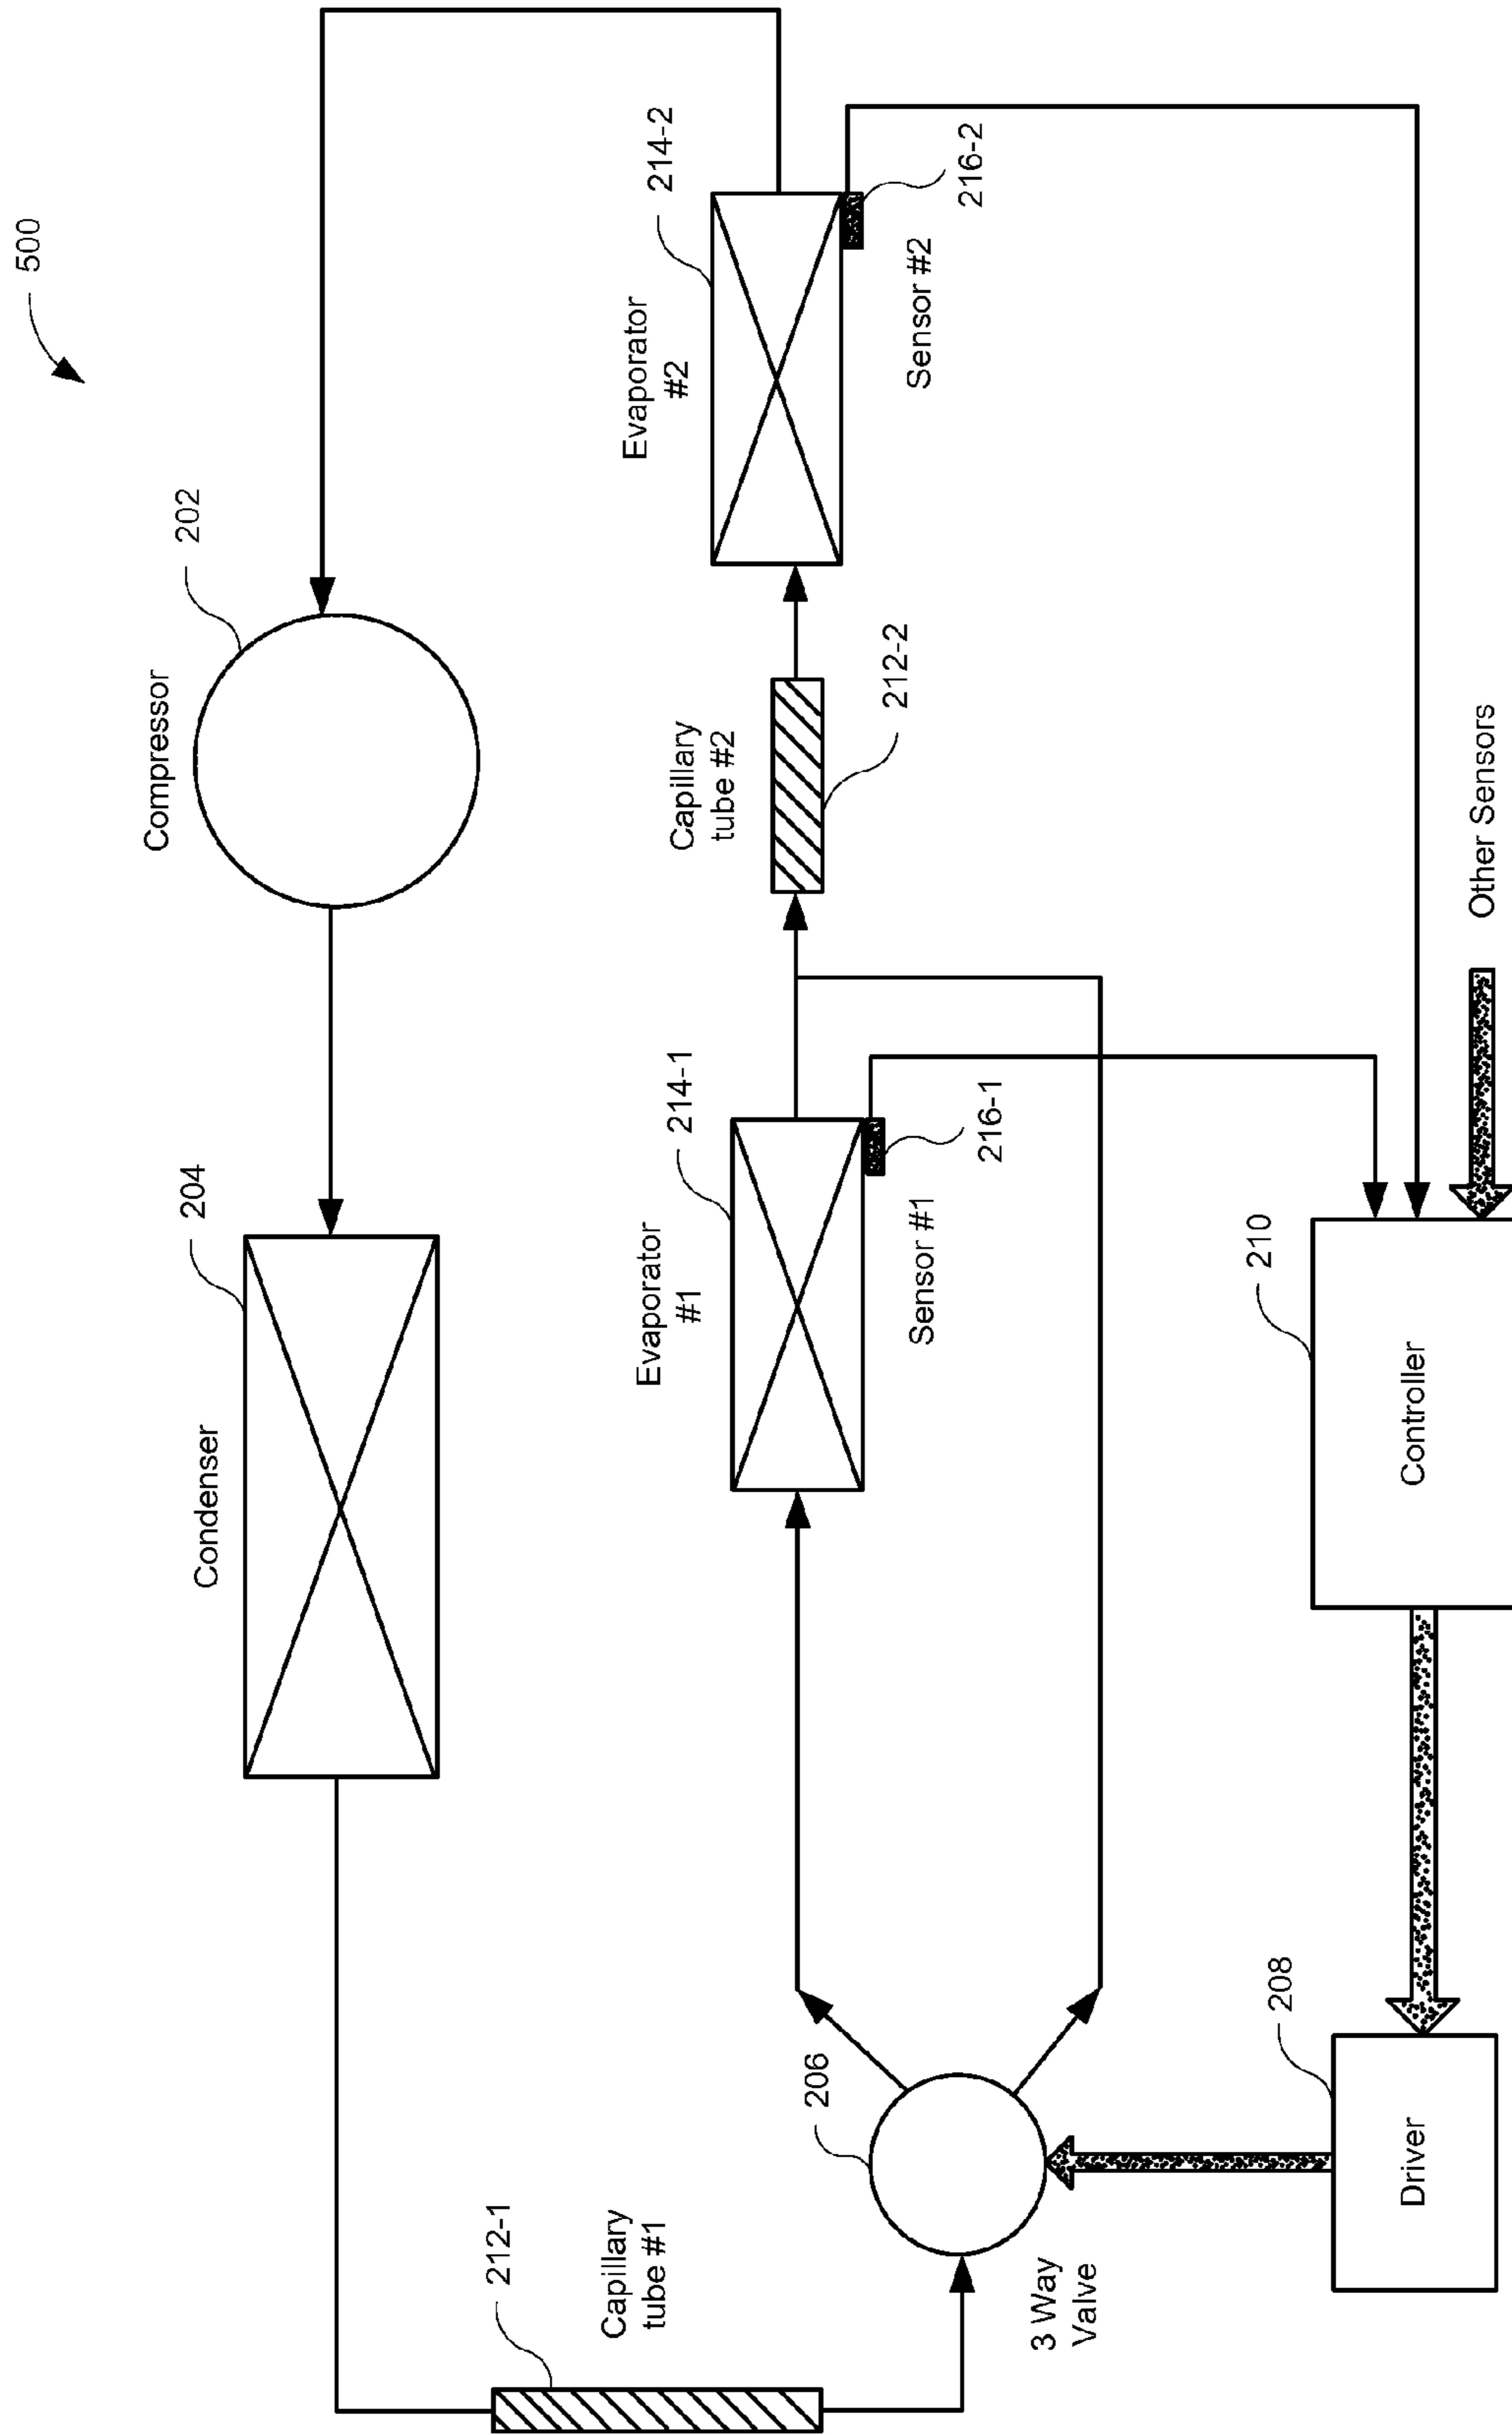 500
Compressor
202
Condenser
204
Evaporator
#2
214-2
Sensor #2
216-2
Capillary
tube #2
212-2
Evaporator
#1
214-1
Sensor #1
216-1
Capillary
tube #1
212-1
206
3 Way
Valve
Other Sensors
210
Controller
208
Driver